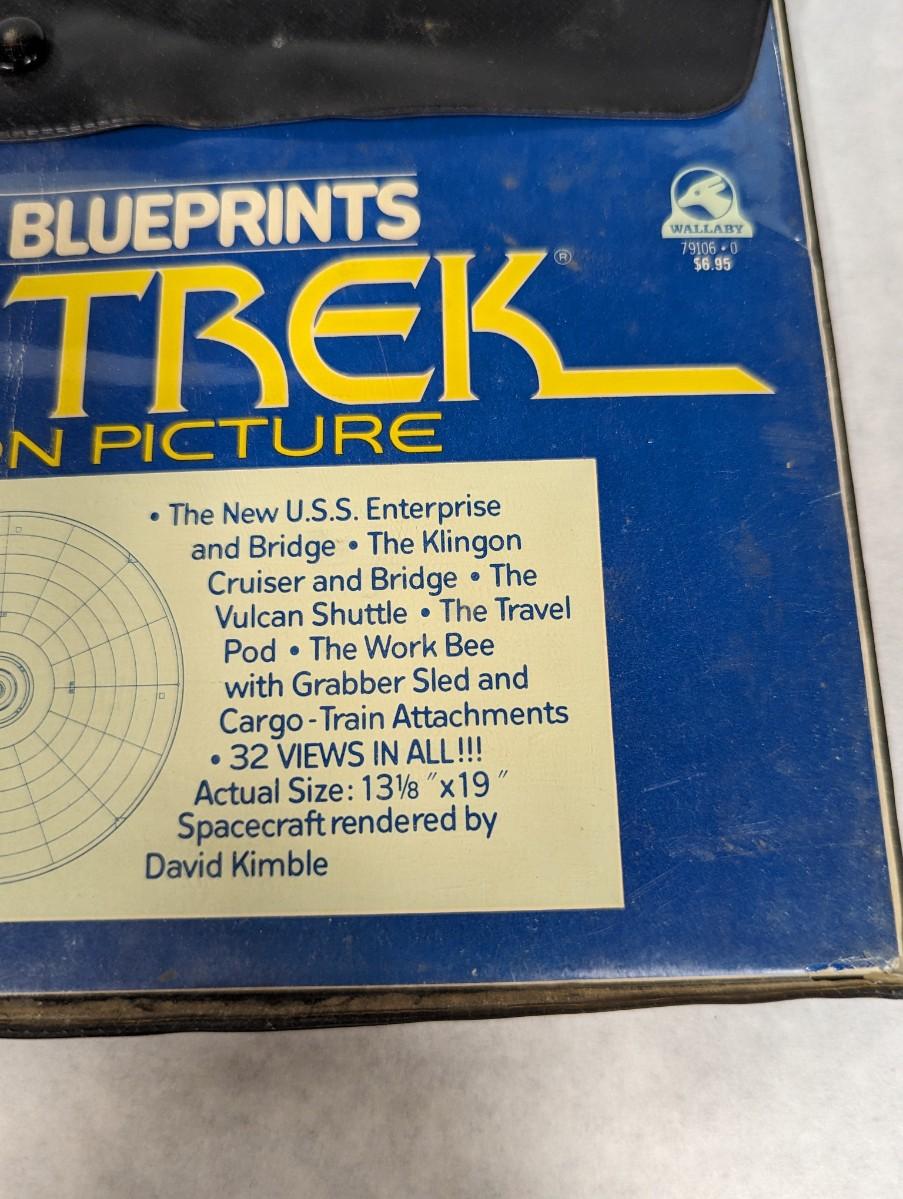 BLUEPRINTS
TREK®
ON PICTURE
WALLABY
79106 • 0
$6.95
• The New U.S.S. Enterprise
and Bridge • The Klingon
Cruiser and Bridge • The
Vulcan Shuttle • The Travel
Pod • The Work Bee
with Grabber Sled and
Cargo-Train Attachments
• 32 VIEWS IN ALL!!!
Actual Size: 13⅛″x19″
Spacecraft rendered by
David Kimble